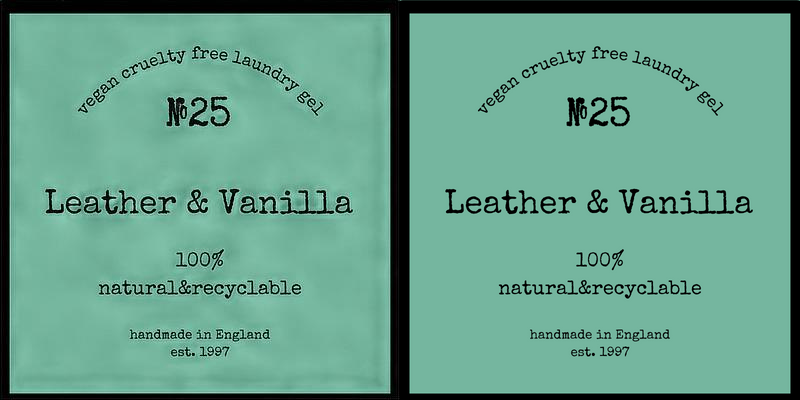 vegan cruelty free laundry gel
№25
Leather & Vanilla
100%
natural&recyclable
handmade in England
est. 1997
vegan cruelty free laundry gel
№25
Leather & Vanilla
100%
natural&recyclable
handmade in England
est. 1997